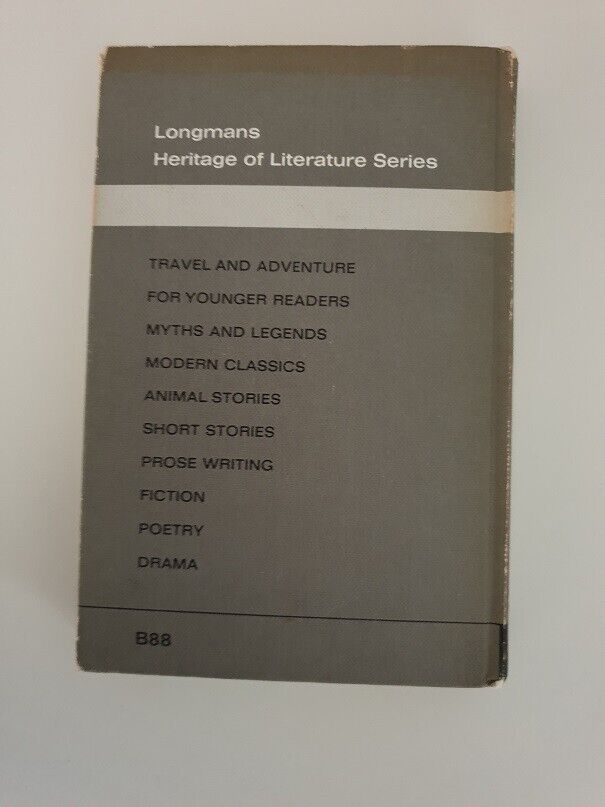 Longmans
Heritage of Literature Series
TRAVEL AND ADVENTURE
FOR YOUNGER READERS
MYTHS AND LEGENDS
MODERN CLASSICS
ANIMAL STORIES
SHORT STORIES
PROSE WRITING
FICTION
POETRY
DRAMA
B88